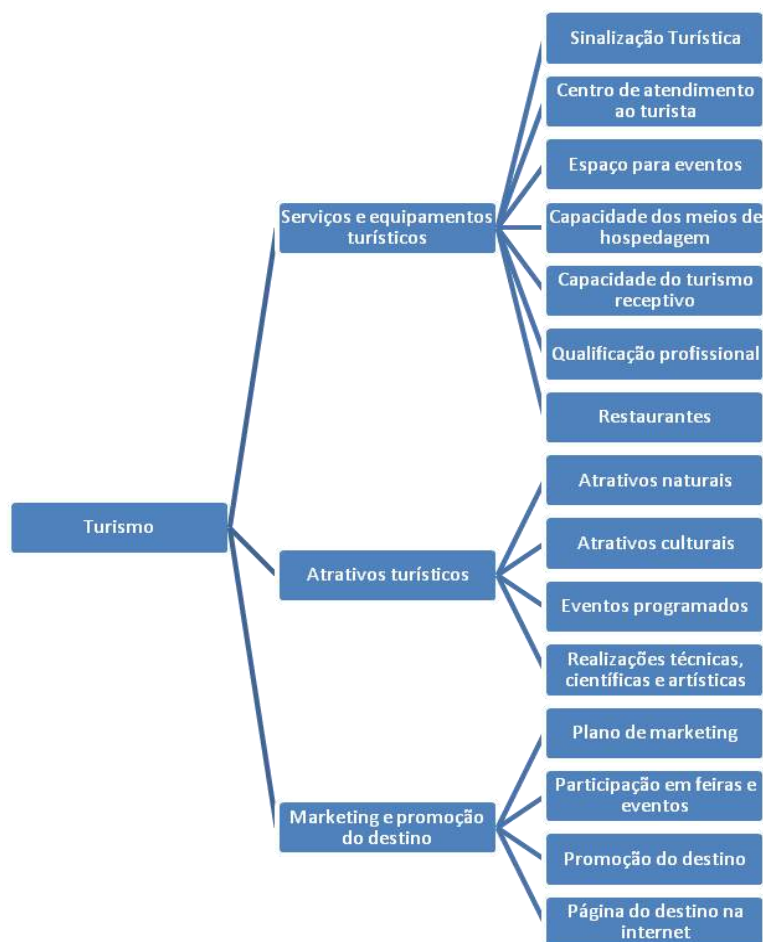 Turismo
Serviços e equipamentos
turísticos
Sinalização Turística
Centro de atendimento
ao turista
Espaço para eventos
Capacidade dos meios de
hospedagem
Capacidade do turismo
receptivo
Qualificação profissional
Restaurantes
Atrativos turísticos
Atrativos naturais
Atrativos culturais
Eventos programados
Realizações técnicas,
científicas e artísticas
Marketing e promoção
do destino
Plano de marketing
Participação em feiras e
eventos
Promoção do destino
Página do destino na
internet